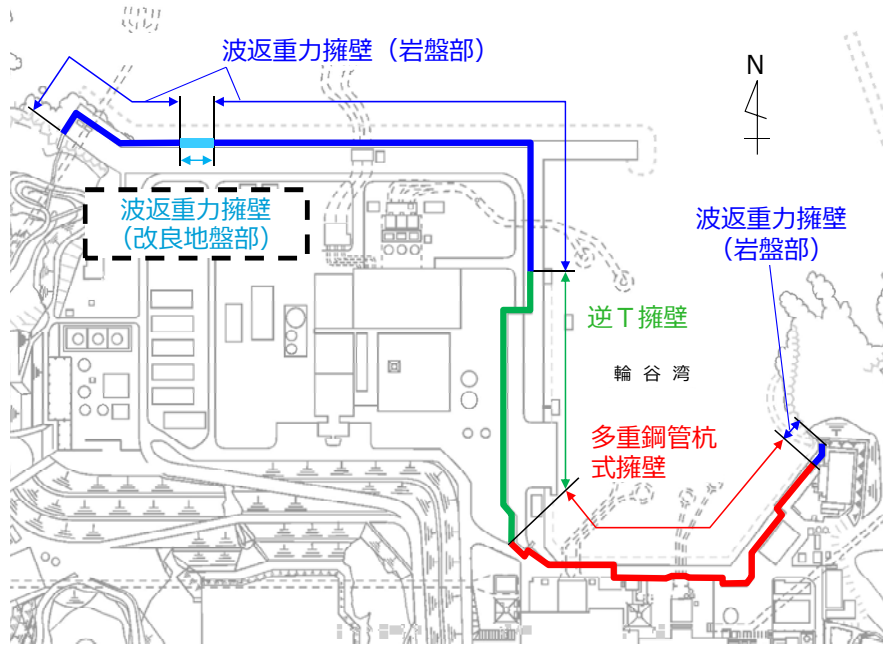 波返重力擁壁（岩盤部）
N
波返重力擁壁
（改良地盤部）
波返重力擁壁
（岩盤部）
逆Ｔ擁壁
輪谷湾
多重鋼管杭
式擁壁